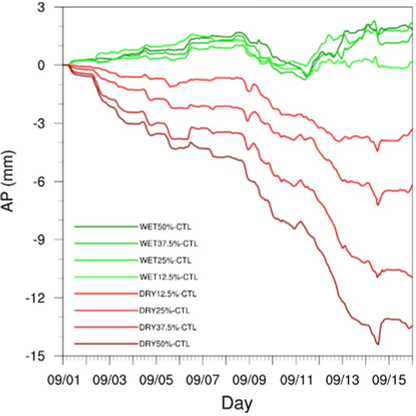 3
0
-3
-6
-9
-12
-15
AP (mm)
WET50%-CTL
WET37.5%-CTL
WET25%-CTL
WET12.5%-CTL
DRY12.5%-CTL
DRY25%-CTL
DRY37.5%-CTL
DRY50%-CTL
09/01 09/03 09/05 09/07 09/09 09/11 09/13 09/15
Day